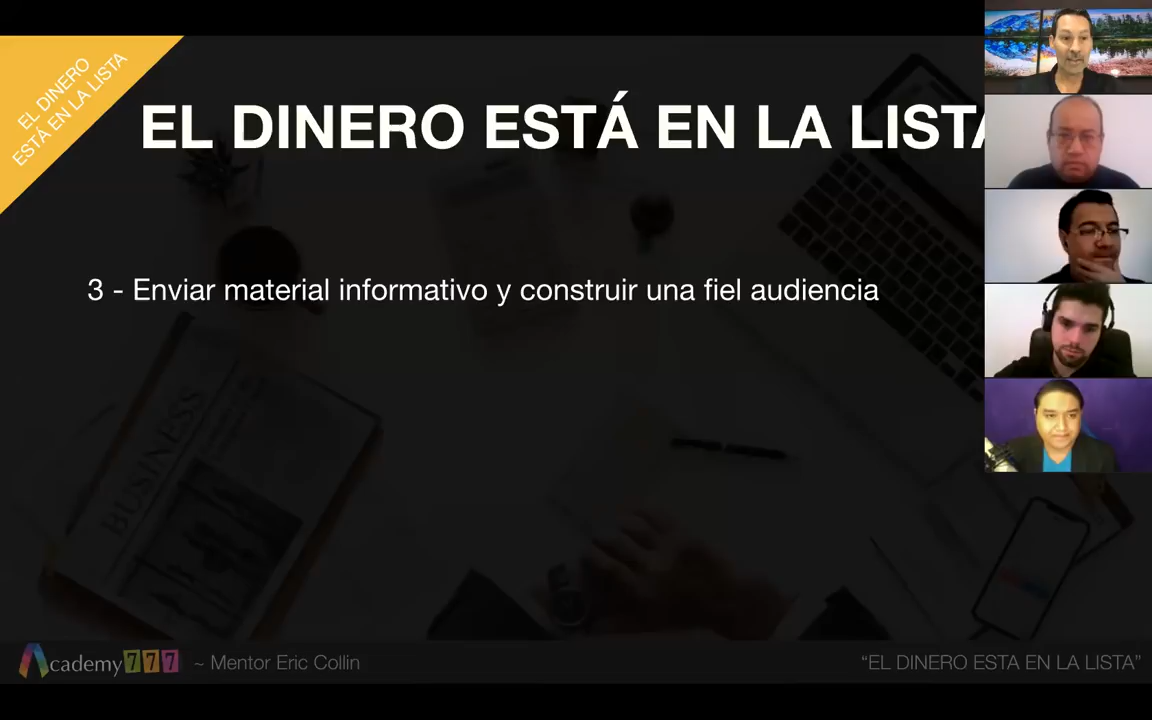 EL DINERO
ESTÁ EN LA LISTA
EL DINERO ESTÁ EN LA LISTA
3 - Enviar material informativo y construir una fiel audiencia
BUSINESS
Academy777 ~ Mentor Eric Collin
“EL DINERO ESTA EN LA LISTA”